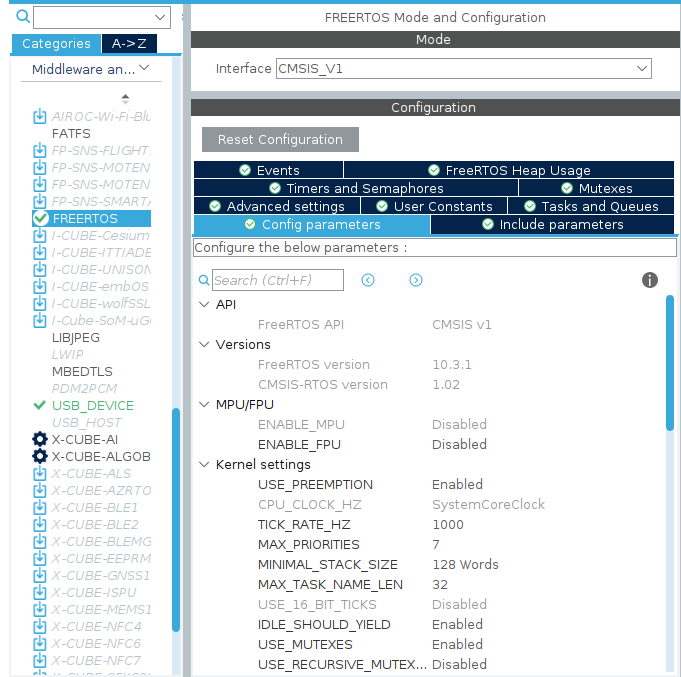 Categories
A->Z
Middleware an...
AIROC-Wi-Fi-Blu
FATFS
FP-SNS-FLIGHT
FP-SNS-MOTEN
FP-SNS-MOTEN
FP-SNS-SMARTA
FREERTOS
I-CUBE-Cesium
I-CUBE-ITTIADE
I-CUBE-UNISON
I-CUBE-embOS
I-CUBE-wolfSSL
I-Cube-SoM-uG
LIBJPEG
LWIP
MBEDTLS
PDM2PCM
USB_DEVICE
USB_HOST
X-CUBE-AI
X-CUBE-ALGOB
X-CUBE-ALS
X-CUBE-AZRTO
X-CUBE-BLE1
X-CUBE-BLE2
X-CUBE-BLEMG
X-CUBE-EEPRM
X-CUBE-GNSS1
X-CUBE-ISPU
X-CUBE-MEMS1
X-CUBE-NFC4
X-CUBE-NFC6
X-CUBE-NFC7
FREERTOS Mode and Configuration
Mode
Interface CMSIS_V1
Configuration
Reset Configuration
Events FreeRTOS Heap Usage
Timers and Semaphores Mutexes
Advanced settings User Constants Tasks and Queues
Config parameters Include parameters
Configure the below parameters :
Search (Ctrl+F)
API
FreeRTOS API CMSIS v1
Versions
FreeRTOS version 10.3.1
CMSIS-RTOS version 1.02
MPU/FPU
ENABLE_MPU Disabled
ENABLE_FPU Disabled
Kernel settings
USE_PREEMPTION Enabled
CPU_CLOCK_HZ SystemCoreClock
TICK_RATE_HZ 1000
MAX_PRIORITIES 7
MINIMAL_STACK_SIZE 128 Words
MAX_TASK_NAME_LEN 32
USE_16_BIT_TICKS Disabled
IDLE_SHOULD_YIELD Enabled
USE_MUTEXES Enabled
USE_RECURSIVE_MUTEX... Disabled